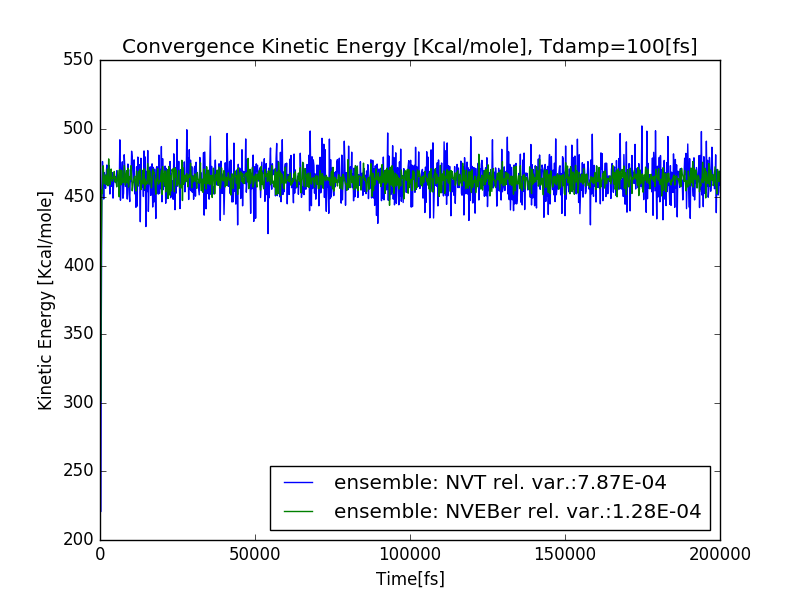 Convergence Kinetic Energy [Kcal/mole], Tdamp=100[fs]
550
500
450
400
350
300
250
200
Kinetic Energy [Kcal/mole]
ensemble: NVT rel. var.:7.87E-04
ensemble: NVEBer rel. var.:1.28E-04
0 50000 100000 150000 200000
Time[fs]